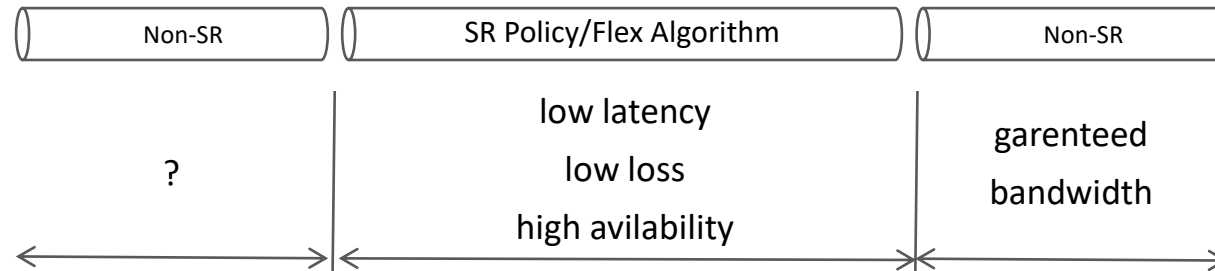 Non-SR
SR Policy/Flex Algorithm
Non-SR
?
low latency
low loss
high avilability
garenteed
bandwidth